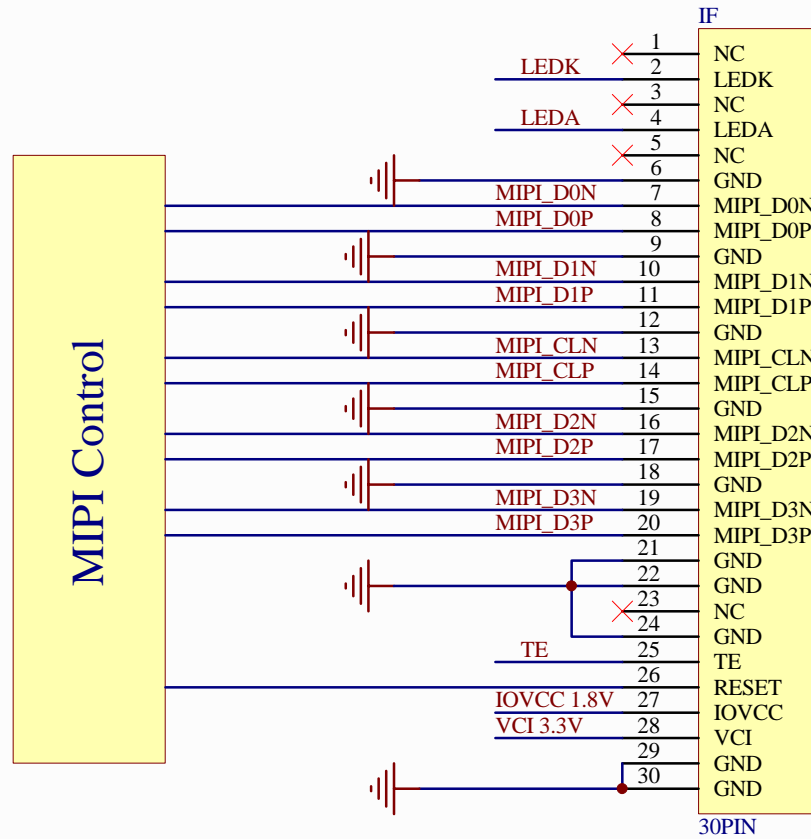 IF
1 NC
LEDK 2 LEDK
3 NC
LEDA 4 LEDA
5 NC
6 GND
MIPI_D0N 7 MIPI_D0N
MIPI_D0P 8 MIPI_D0P
9 GND
MIPI_D1N 10 MIPI_D1N
MIPI_D1P 11 MIPI_D1P
12 GND
MIPI_CLN 13 MIPI_CLN
MIPI_CLP 14 MIPI_CLP
15 GND
MIPI_D2N 16 MIPI_D2N
MIPI_D2P 17 MIPI_D2P
18 GND
MIPI_D3N 19 MIPI_D3N
MIPI_D3P 20 MIPI_D3P
21 GND
22 GND
23 NC
24 GND
TE 25 TE
26 RESET
IOVCC 1.8V 27 IOVCC
VCI 3.3V 28 VCI
29 GND
30 GND
30PIN
MIPI Control